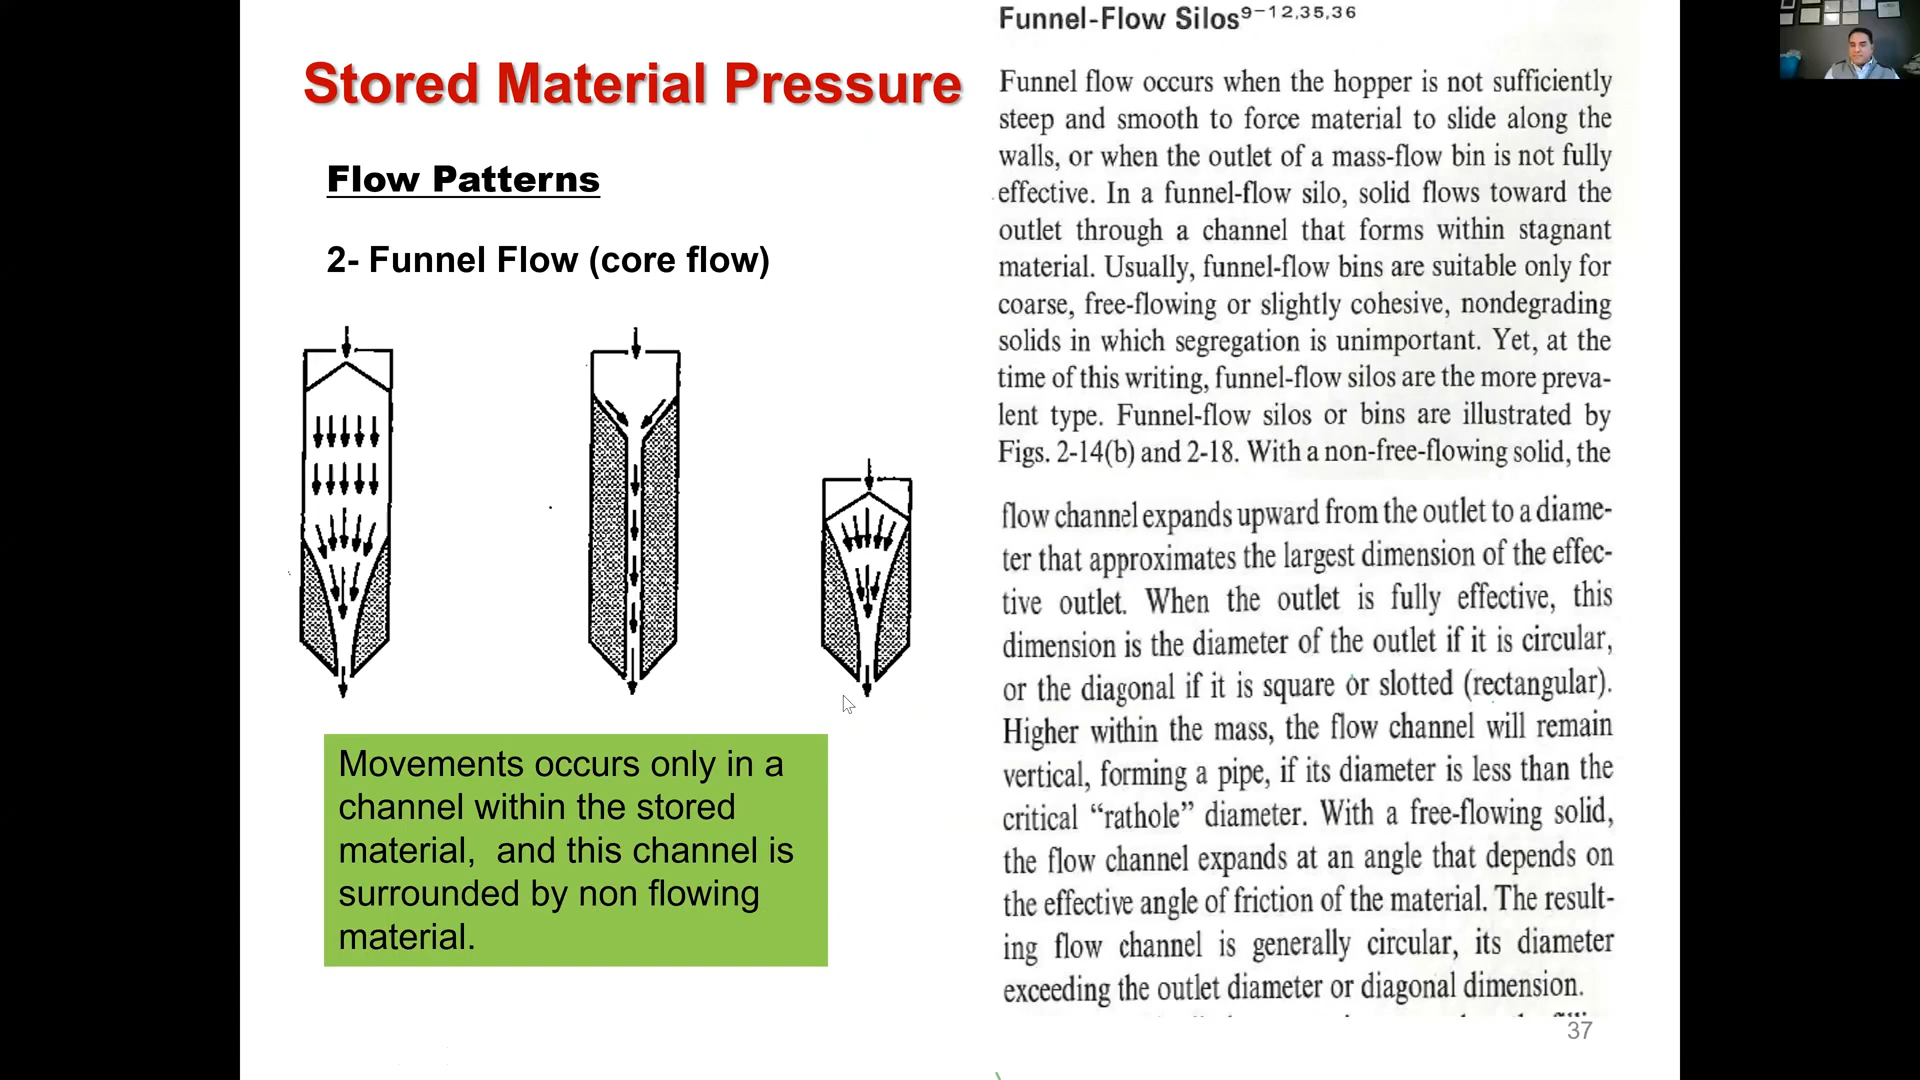 Stored Material Pressure
Flow Patterns
2- Funnel Flow (core flow)
Movements occurs only in a
channel within the stored
material,  and this channel is
surrounded by non flowing
material.
Funnel-Flow Silos9-12,35,36
Funnel flow occurs when the hopper is not sufficiently
steep and smooth to force material to slide along the
walls, or when the outlet of a mass-flow bin is not fully
effective. In a funnel-flow silo, solid flows toward the
outlet through a channel that forms within stagnant
material. Usually, funnel-flow bins are suitable only for
coarse, free-flowing or slightly cohesive, nondegrading
solids in which segregation is unimportant. Yet, at the
time of this writing, funnel-flow silos are the more preva-
lent type. Funnel-flow silos or bins are illustrated by
Figs. 2-14(b) and 2-18. With a non-free-flowing solid, the
flow channel expands upward from the outlet to a diame-
ter that approximates the largest dimension of the effec-
tive outlet. When the outlet is fully effective, this
dimension is the diameter of the outlet if it is circular,
or the diagonal if it is square or slotted (rectangular).
Higher within the mass, the flow channel will remain
vertical, forming a pipe, if its diameter is less than the
critical “rathole” diameter. With a free-flowing solid,
the flow channel expands at an angle that depends on
the effective angle of friction of the material. The result-
ing flow channel is generally circular, its diameter
exceeding the outlet diameter or diagonal dimension.
37